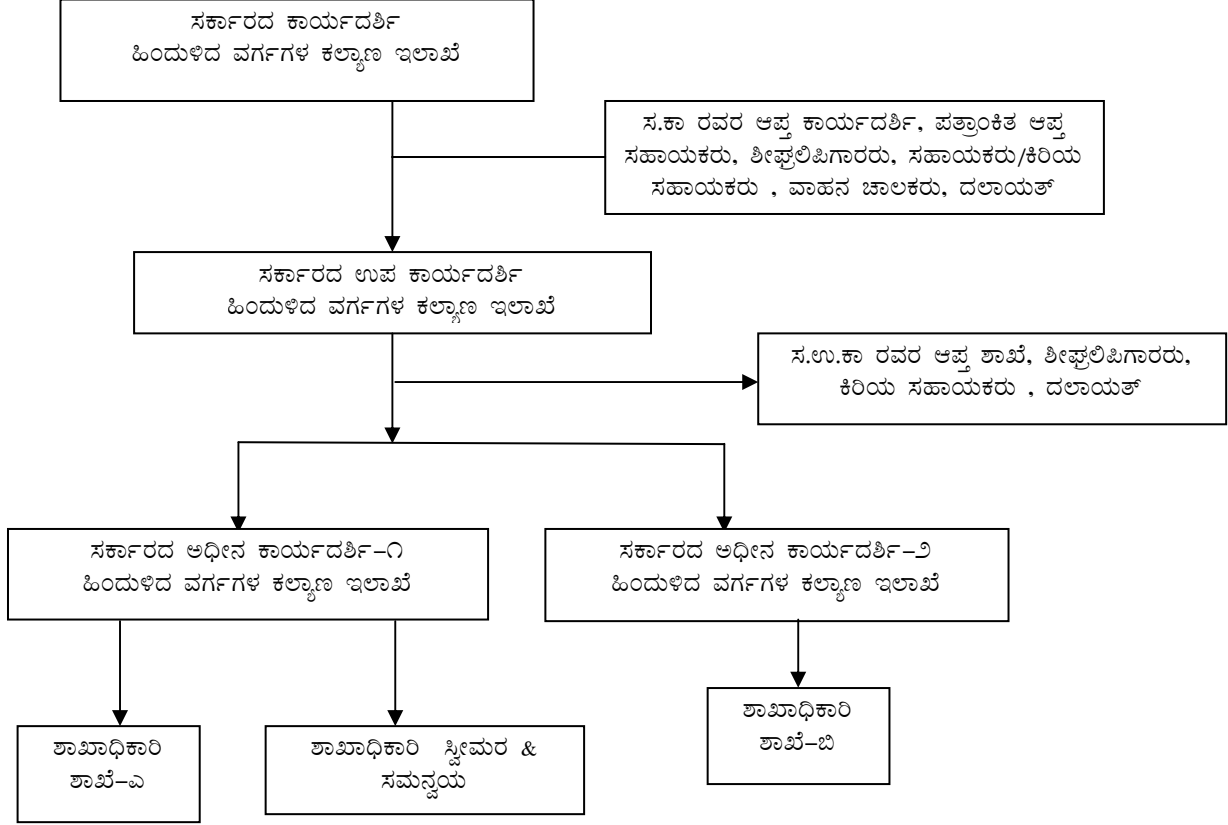 ಸರ್ಕಾರದ ಕಾರ್ಯದರ್ಶಿ
ಹಿಂದುಳಿದ ವರ್ಗಗಳ ಕಲ್ಯಾಣ ಇಲಾಖೆ
ಸ.ಕಾ ರವರ ಆಪ್ತ ಕಾರ್ಯದರ್ಶಿ, ಪತ್ರಾಂಕಿತ ಆಪ್ತ
ಸಹಾಯಕರು, ಶೀಘ್ರಲಿಪಿಗಾರರು, ಸಹಾಯಕರು/ಕಿರಿಯ
ಸಹಾಯಕರು , ವಾಹನ ಚಾಲಕರು, ದಲಾಯತ್
ಸರ್ಕಾರದ ಉಪ ಕಾರ್ಯದರ್ಶಿ
ಹಿಂದುಳಿದ ವರ್ಗಗಳ ಕಲ್ಯಾಣ ಇಲಾಖೆ
ಸ.ಉ.ಕಾ ರವರ ಆಪ್ತ ಶಾಖೆ, ಶೀಘ್ರಲಿಪಿಗಾರರು,
ಕಿರಿಯ ಸಹಾಯಕರು , ದಲಾಯತ್
ಸರ್ಕಾರದ ಅಧೀನ ಕಾರ್ಯದರ್ಶಿ-೧
ಹಿಂದುಳಿದ ವರ್ಗಗಳ ಕಲ್ಯಾಣ ಇಲಾಖೆ
ಸರ್ಕಾರದ ಅಧೀನ ಕಾರ್ಯದರ್ಶಿ-೨
ಹಿಂದುಳಿದ ವರ್ಗಗಳ ಕಲ್ಯಾಣ ಇಲಾಖೆ
ಶಾಖಾಧಿಕಾರಿ
ಶಾಖೆ-ಎ
ಶಾಖಾಧಿಕಾರಿ ಸ್ವೀಮರ &
ಸಮನ್ವಯ
ಶಾಖಾಧಿಕಾರಿ
ಶಾಖೆ-ಬಿ